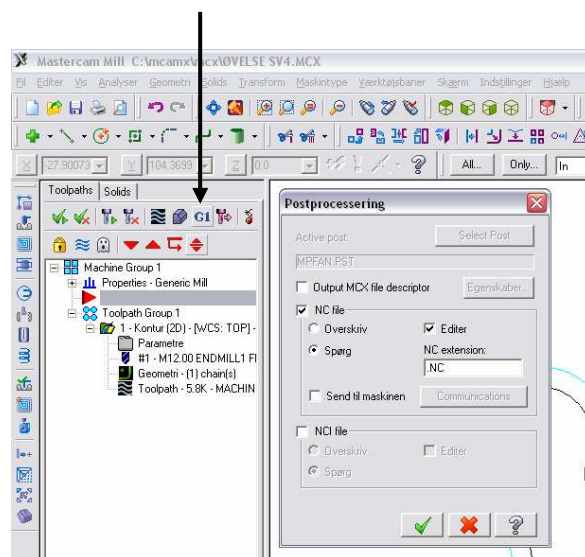 Mastercam Mill C:\mcamx\mcx\ØVELSE SV4.MCX
Fil Editer Vis Analyser Geometri Solids Transform Maskintype Værktøjsbaner Skærm Indstillinger Hjælp
X -27.90073 Y 104.3699 Z 0.0 All... Only... In
Toolpaths Solids
G1
Machine Group 1
Properties - Generic Mill
Toolpath Group 1
1 - Kontur (2D) - [WCS: TOP] -
Parametre
#1 - M12.00 ENDMILL1 Fl
Geometri - (1) chain(s)
Toolpath - 5.8K - MACHIN
Postprocessering
Active post: Select Post
MPFAN.PST
Output MCX file descriptor Egenskaber...
NC file
Overskriv Editer
Spørg NC extension:
.NC
Send til maskinen Communications
NCI file
Overskriv Editer
Spørg